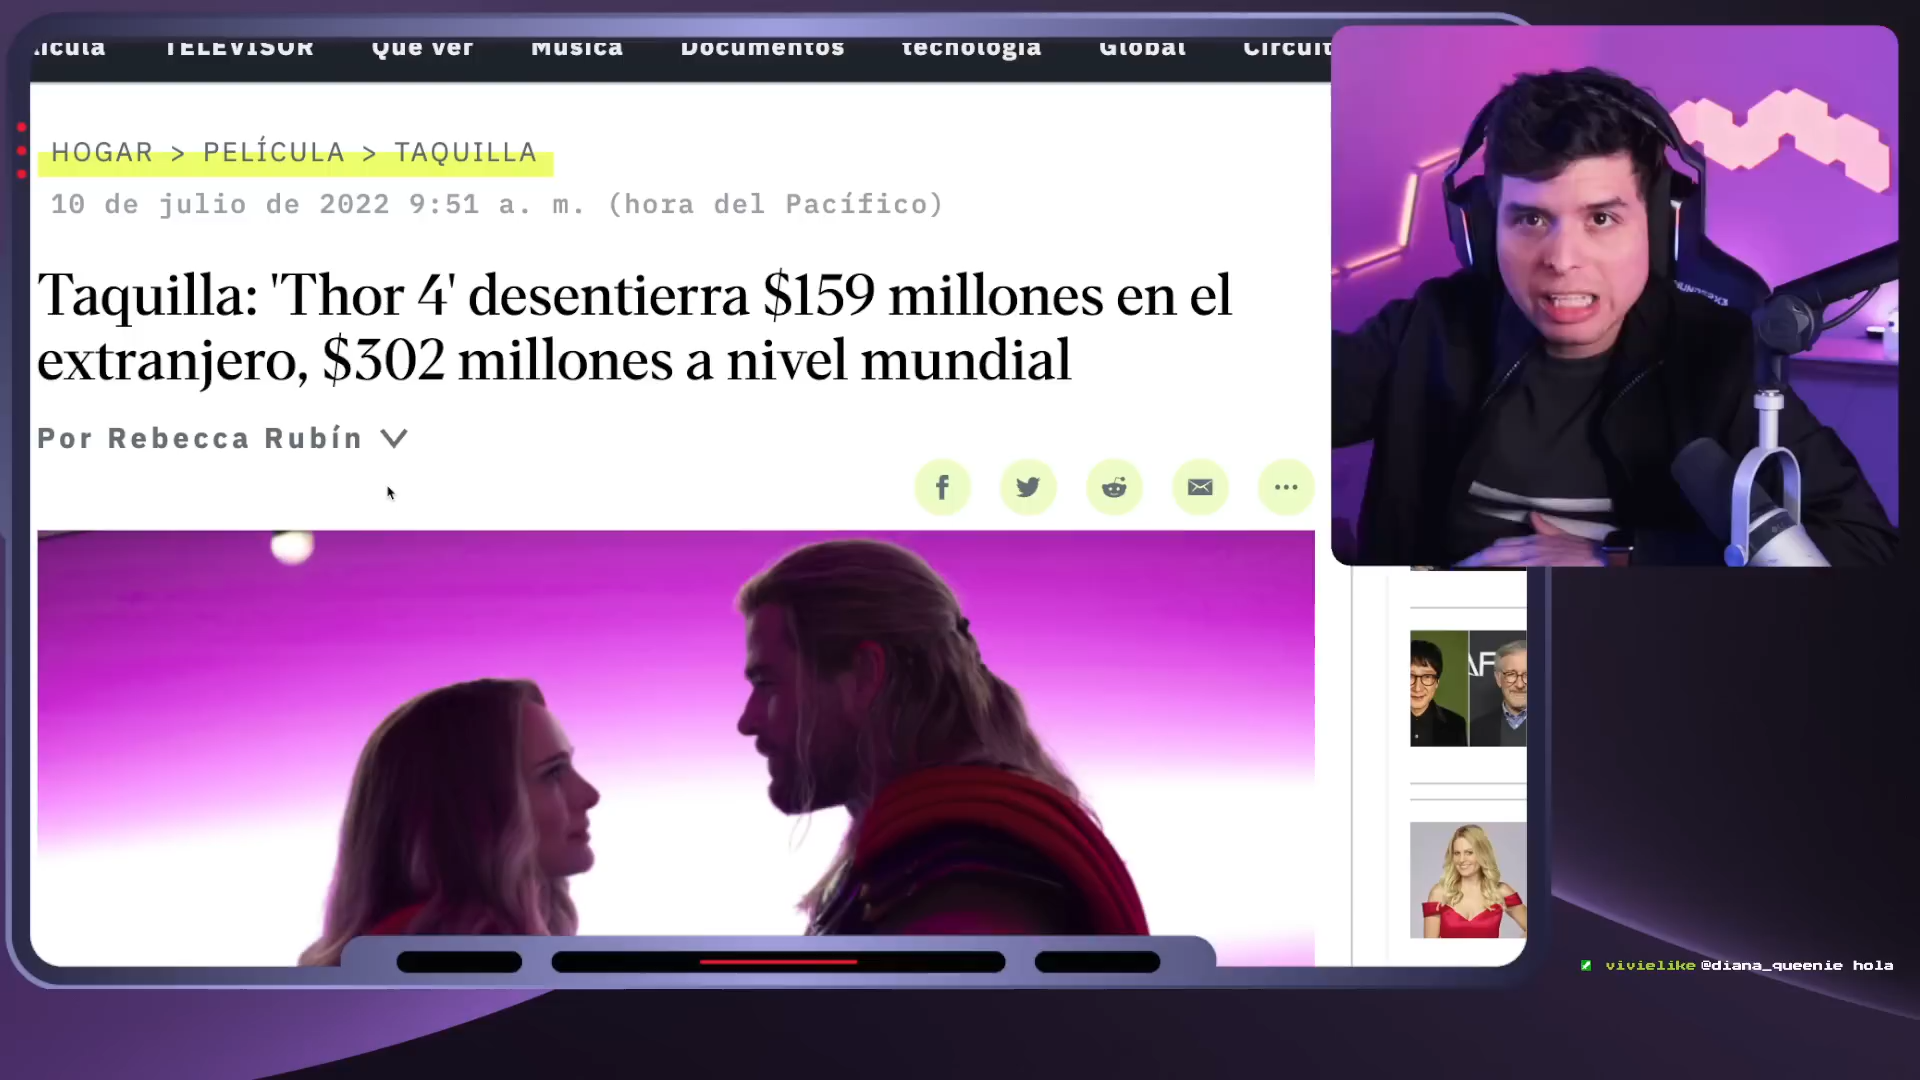 TELEVISOR Que ver Música Documentos tecnología Global
HOGAR > PELÍCULA > TAQUILLA
10 de julio de 2022 9:51 a. m. (hora del Pacífico)
Taquilla: 'Thor 4' desentierra $159 millones en el
extranjero, $302 millones a nivel mundial
Por Rebecca Rubín
vivielike @diana_queenie hola